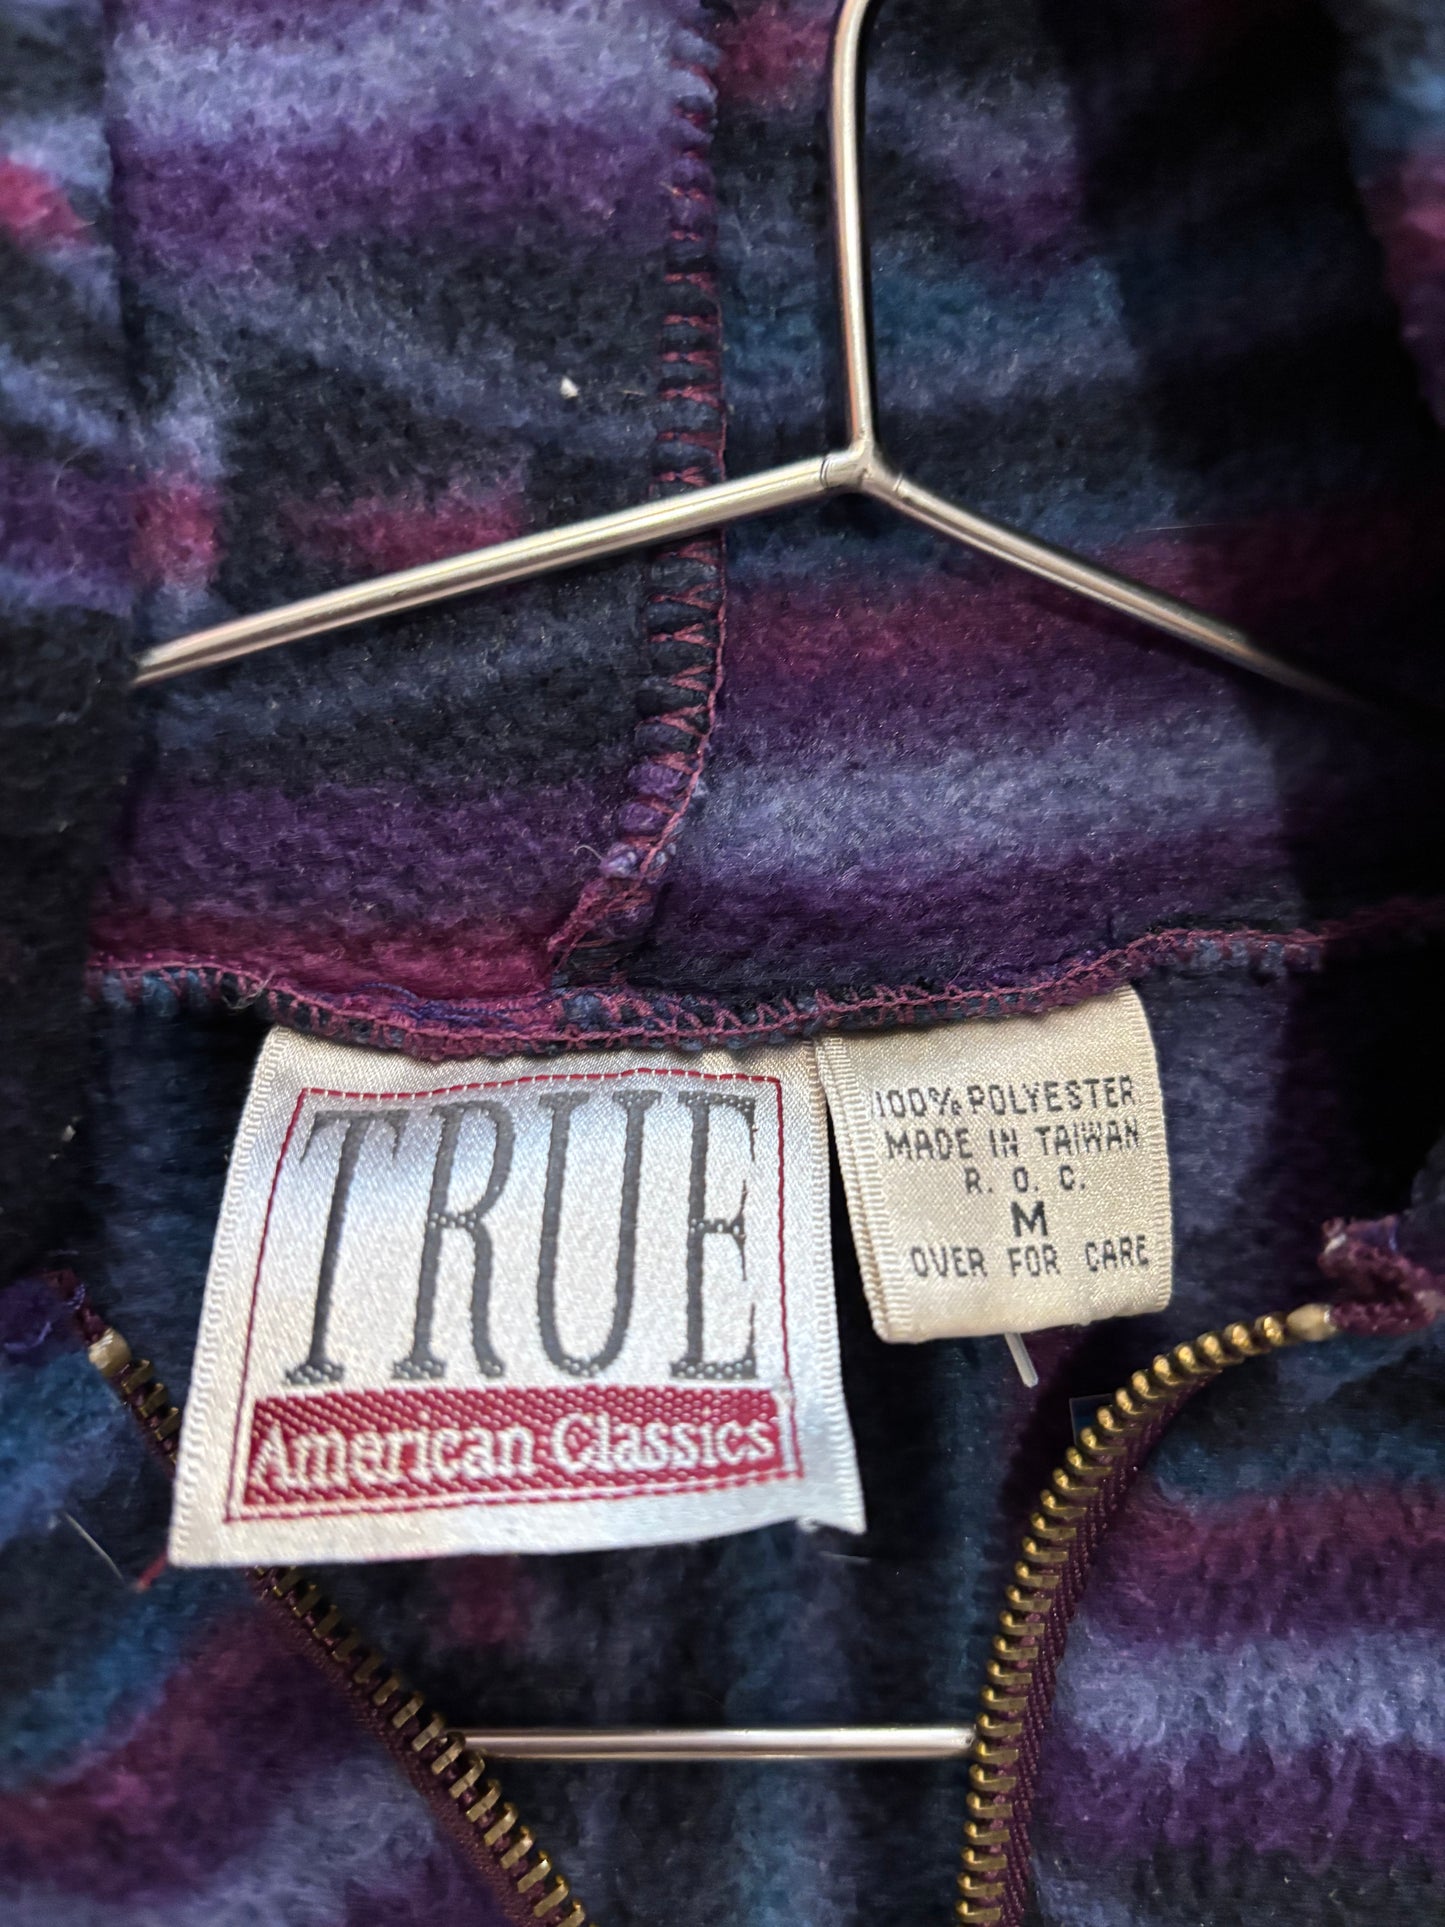 TRUE
American Classics
100% POLYESTER
MADE IN TAIWAN
R. O. C.
M
OVER FOR CARE